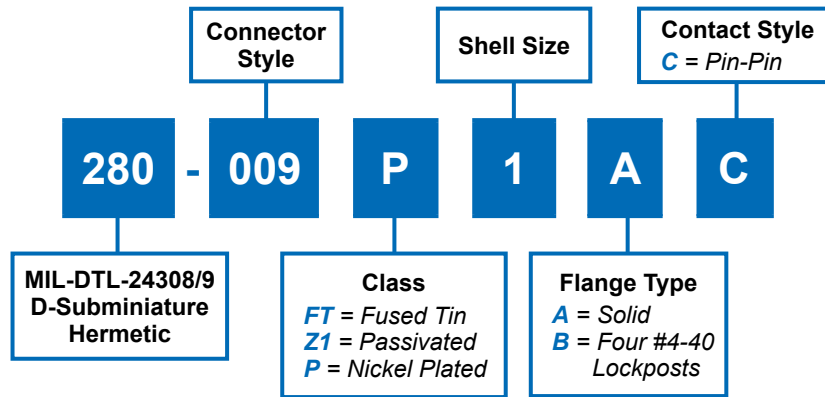 Connector
Style
Shell Size
Contact Style
C = Pin-Pin
280 - 009 P 1 A C
MIL-DTL-24308/9
D-Subminiature
Hermetic
Class
FT = Fused Tin
Z1 = Passivated
P = Nickel Plated
Flange Type
A = Solid
B = Four #4-40
Lockposts